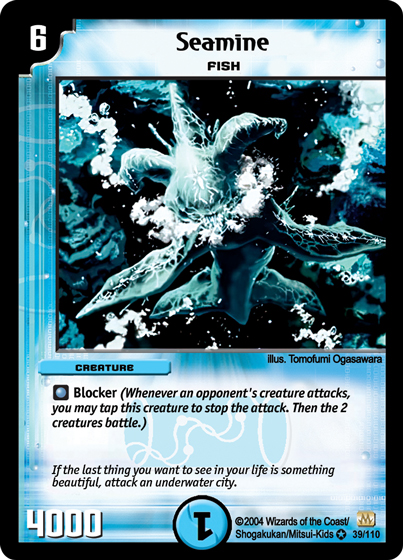 6
Seamine
FISH
illus. Tomofumi Ogasawara
CREATURE
Blocker (Whenever an opponent's creature attacks,
you may tap this creature to stop the attack. Then the 2
creatures battle.)
If the last thing you want to see in your life is something
beautiful, attack an underwater city.
4000
1
©2004 Wizards of the Coast/
Shogakukan/Mitsui-Kids ✪ 39/110